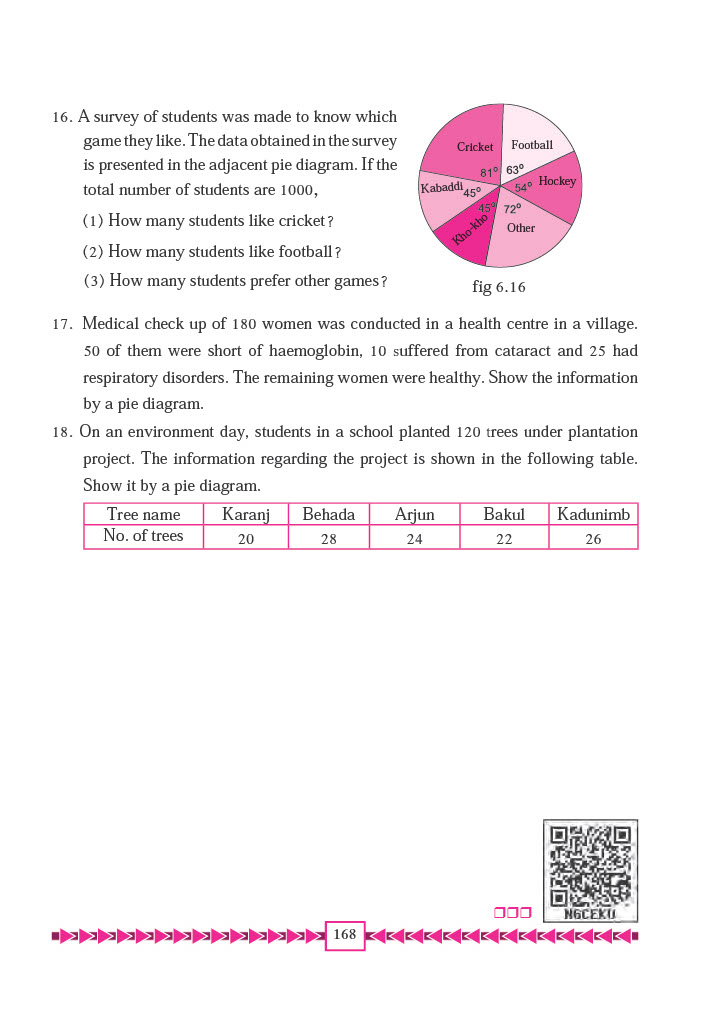 16. A survey of students was made to know which
game they like. The data obtained in the survey
is presented in the adjacent pie diagram. If the
total number of students are 1000,
(1) How many students like cricket?
(2) How many students like football?
(3) How many students prefer other games?
Cricket
Football
81°
63°
Hockey
54°
Kabaddi
45°
45°
72°
Kho-kho
Other
fig 6.16
17. Medical check up of 180 women was conducted in a health centre in a village.
50 of them were short of haemoglobin, 10 suffered from cataract and 25 had
respiratory disorders. The remaining women were healthy. Show the information
by a pie diagram.
18. On an environment day, students in a school planted 120 trees under plantation
project. The information regarding the project is shown in the following table.
Show it by a pie diagram.
Tree name Karanj Behada Arjun Bakul Kadunimb
No. of trees 20 28 24 22 26
NGCEKU
168